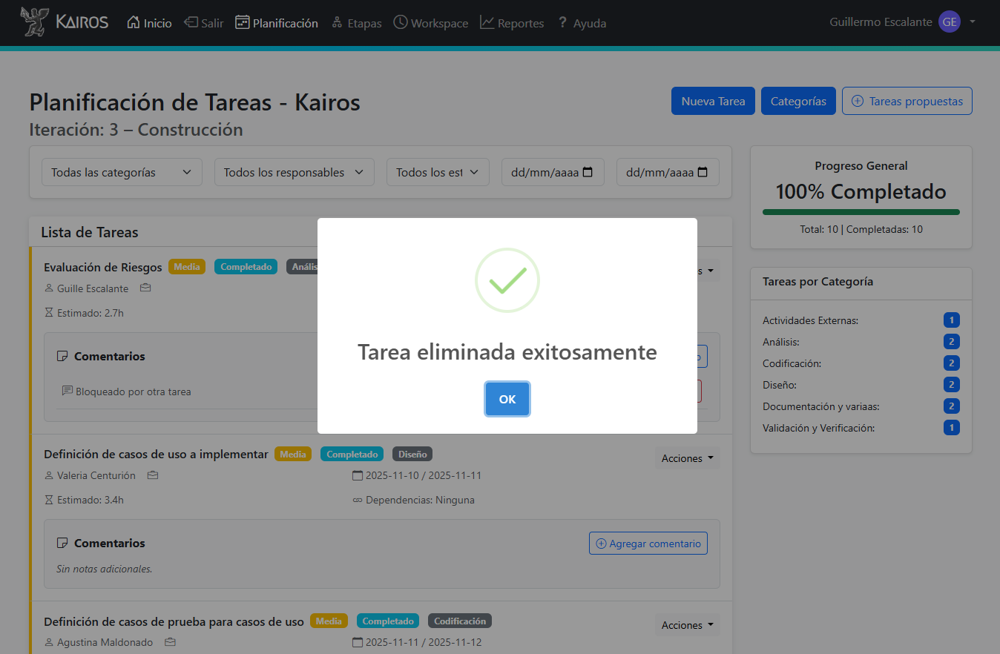 KAIROS Inicio Salir Planificación Etapas Workspace Reportes ? Ayuda Guillermo Escalante GE
Planificación de Tareas - Kairos
Iteración: 3 – Construcción
Nueva Tarea Categorías Tareas propuestas
Todas las categorías Todos los responsables Todos los est dd/mm/aaaa dd/mm/aaaa
Progreso General
100% Completado
Total: 10 | Completadas: 10
Lista de Tareas
Evaluación de Riesgos Media Completado Anális
s
Guille Escalante
Estimado: 2.7h
Comentarios
o
Bloqueado por otra tarea
Tarea eliminada exitosamente
OK
Tareas por Categoría
Actividades Externas: 1
Análisis: 2
Codificación: 2
Diseño: 2
Documentación y variaas: 2
Validación y Verificación: 1
Definición de casos de uso a implementar Media Completado Diseño Acciones
Valeria Centurión 2025-11-10 / 2025-11-11
Estimado: 3.4h Dependencias: Ninguna
Comentarios Agregar comentario
Sin notas adicionales.
Definición de casos de prueba para casos de uso Media Completado Codificación Acciones
Agustina Maldonado 2025-11-11 / 2025-11-12